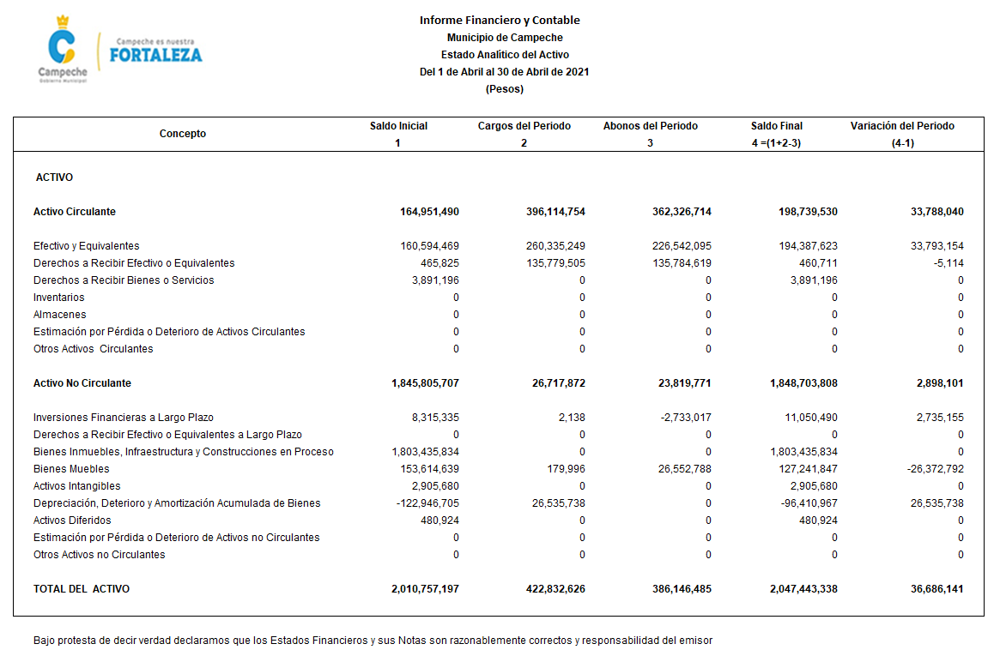 Campeche
Gobierno Municipal
Campeche es nuestra
FORTALEZA
Informe Financiero y Contable
Municipio de Campeche
Estado Analítico del Activo
Del 1 de Abril al 30 de Abril de 2021
(Pesos)
Concepto Saldo Inicial Cargos del Periodo Abonos del Periodo Saldo Final Variación del Periodo
1 2 3 4 =(1+2-3) (4-1)
ACTIVO
Activo Circulante 164,951,490 396,114,754 362,326,714 198,739,530 33,788,040
Efectivo y Equivalentes 160,594,469 260,335,249 226,542,095 194,387,623 33,793,154
Derechos a Recibir Efectivo o Equivalentes 465,825 135,779,505 135,784,619 460,711 -5,114
Derechos a Recibir Bienes o Servicios 3,891,196 0 0 3,891,196 0
Inventarios 0 0 0 0 0
Almacenes 0 0 0 0 0
Estimación por Pérdida o Deterioro de Activos Circulantes 0 0 0 0 0
Otros Activos  Circulantes 0 0 0 0 0
Activo No Circulante 1,845,805,707 26,717,872 23,819,771 1,848,703,808 2,898,101
Inversiones Financieras a Largo Plazo 8,315,335 2,138 -2,733,017 11,050,490 2,735,155
Derechos a Recibir Efectivo o Equivalentes a Largo Plazo 0 0 0 0 0
Bienes Inmuebles, Infraestructura y Construcciones en Proceso 1,803,435,834 0 0 1,803,435,834 0
Bienes Muebles 153,614,639 179,996 26,552,788 127,241,847 -26,372,792
Activos Intangibles 2,905,680 0 0 2,905,680 0
Depreciación, Deterioro y Amortización Acumulada de Bienes -122,946,705 26,535,738 0 -96,410,967 26,535,738
Activos Diferidos 480,924 0 0 480,924 0
Estimación por Pérdida o Deterioro de Activos no Circulantes 0 0 0 0 0
Otros Activos no Circulantes 0 0 0 0 0
TOTAL DEL  ACTIVO 2,010,757,197 422,832,626 386,146,485 2,047,443,338 36,686,141
Bajo protesta de decir verdad declaramos que los Estados Financieros y sus Notas son razonablemente correctos y responsabilidad del emisor